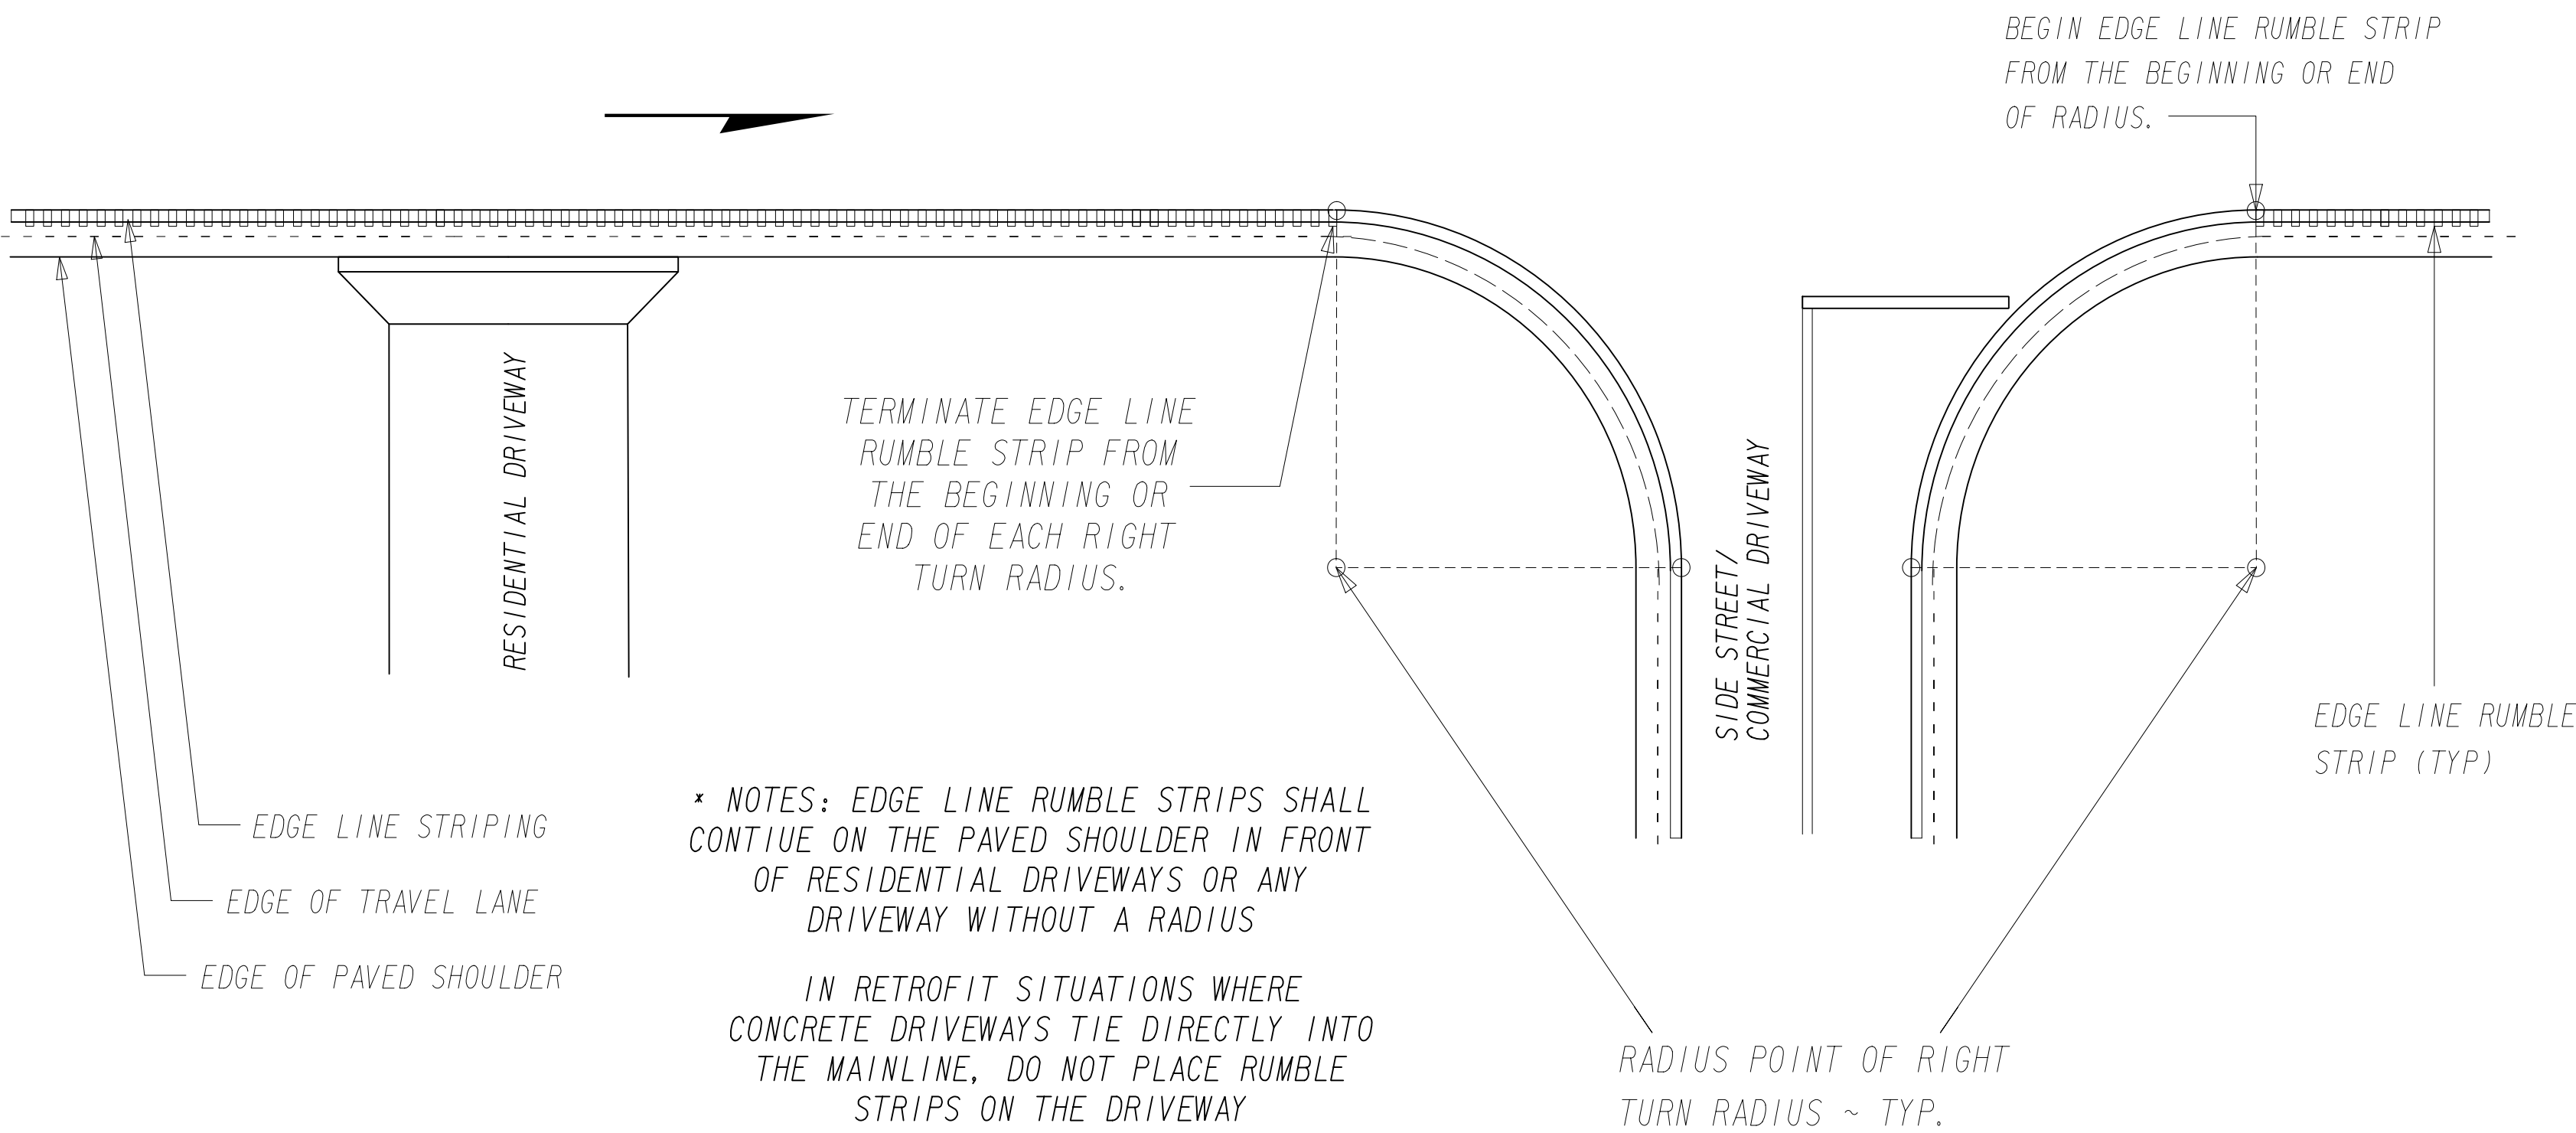 BEGIN EDGE LINE RUMBLE STRIP
FROM THE BEGINNING OR END
OF RADIUS.
RESIDENTIAL DRIVEWAY
TERMINATE EDGE LINE
RUMBLE STRIP FROM
THE BEGINNING OR
END OF EACH RIGHT
TURN RADIUS.
SIDE STREET/
COMMERCIAL DRIVEWAY
EDGE LINE RUMBLE
STRIP (TYP)
EDGE LINE STRIPING
EDGE OF TRAVEL LANE
EDGE OF PAVED SHOULDER
* NOTES: EDGE LINE RUMBLE STRIPS SHALL
CONTIUE ON THE PAVED SHOULDER IN FRONT
OF RESIDENTIAL DRIVEWAYS OR ANY
DRIVEWAY WITHOUT A RADIUS
IN RETROFIT SITUATIONS WHERE
CONCRETE DRIVEWAYS TIE DIRECTLY INTO
THE MAINLINE, DO NOT PLACE RUMBLE
STRIPS ON THE DRIVEWAY
RADIUS POINT OF RIGHT
TURN RADIUS ~ TYP.